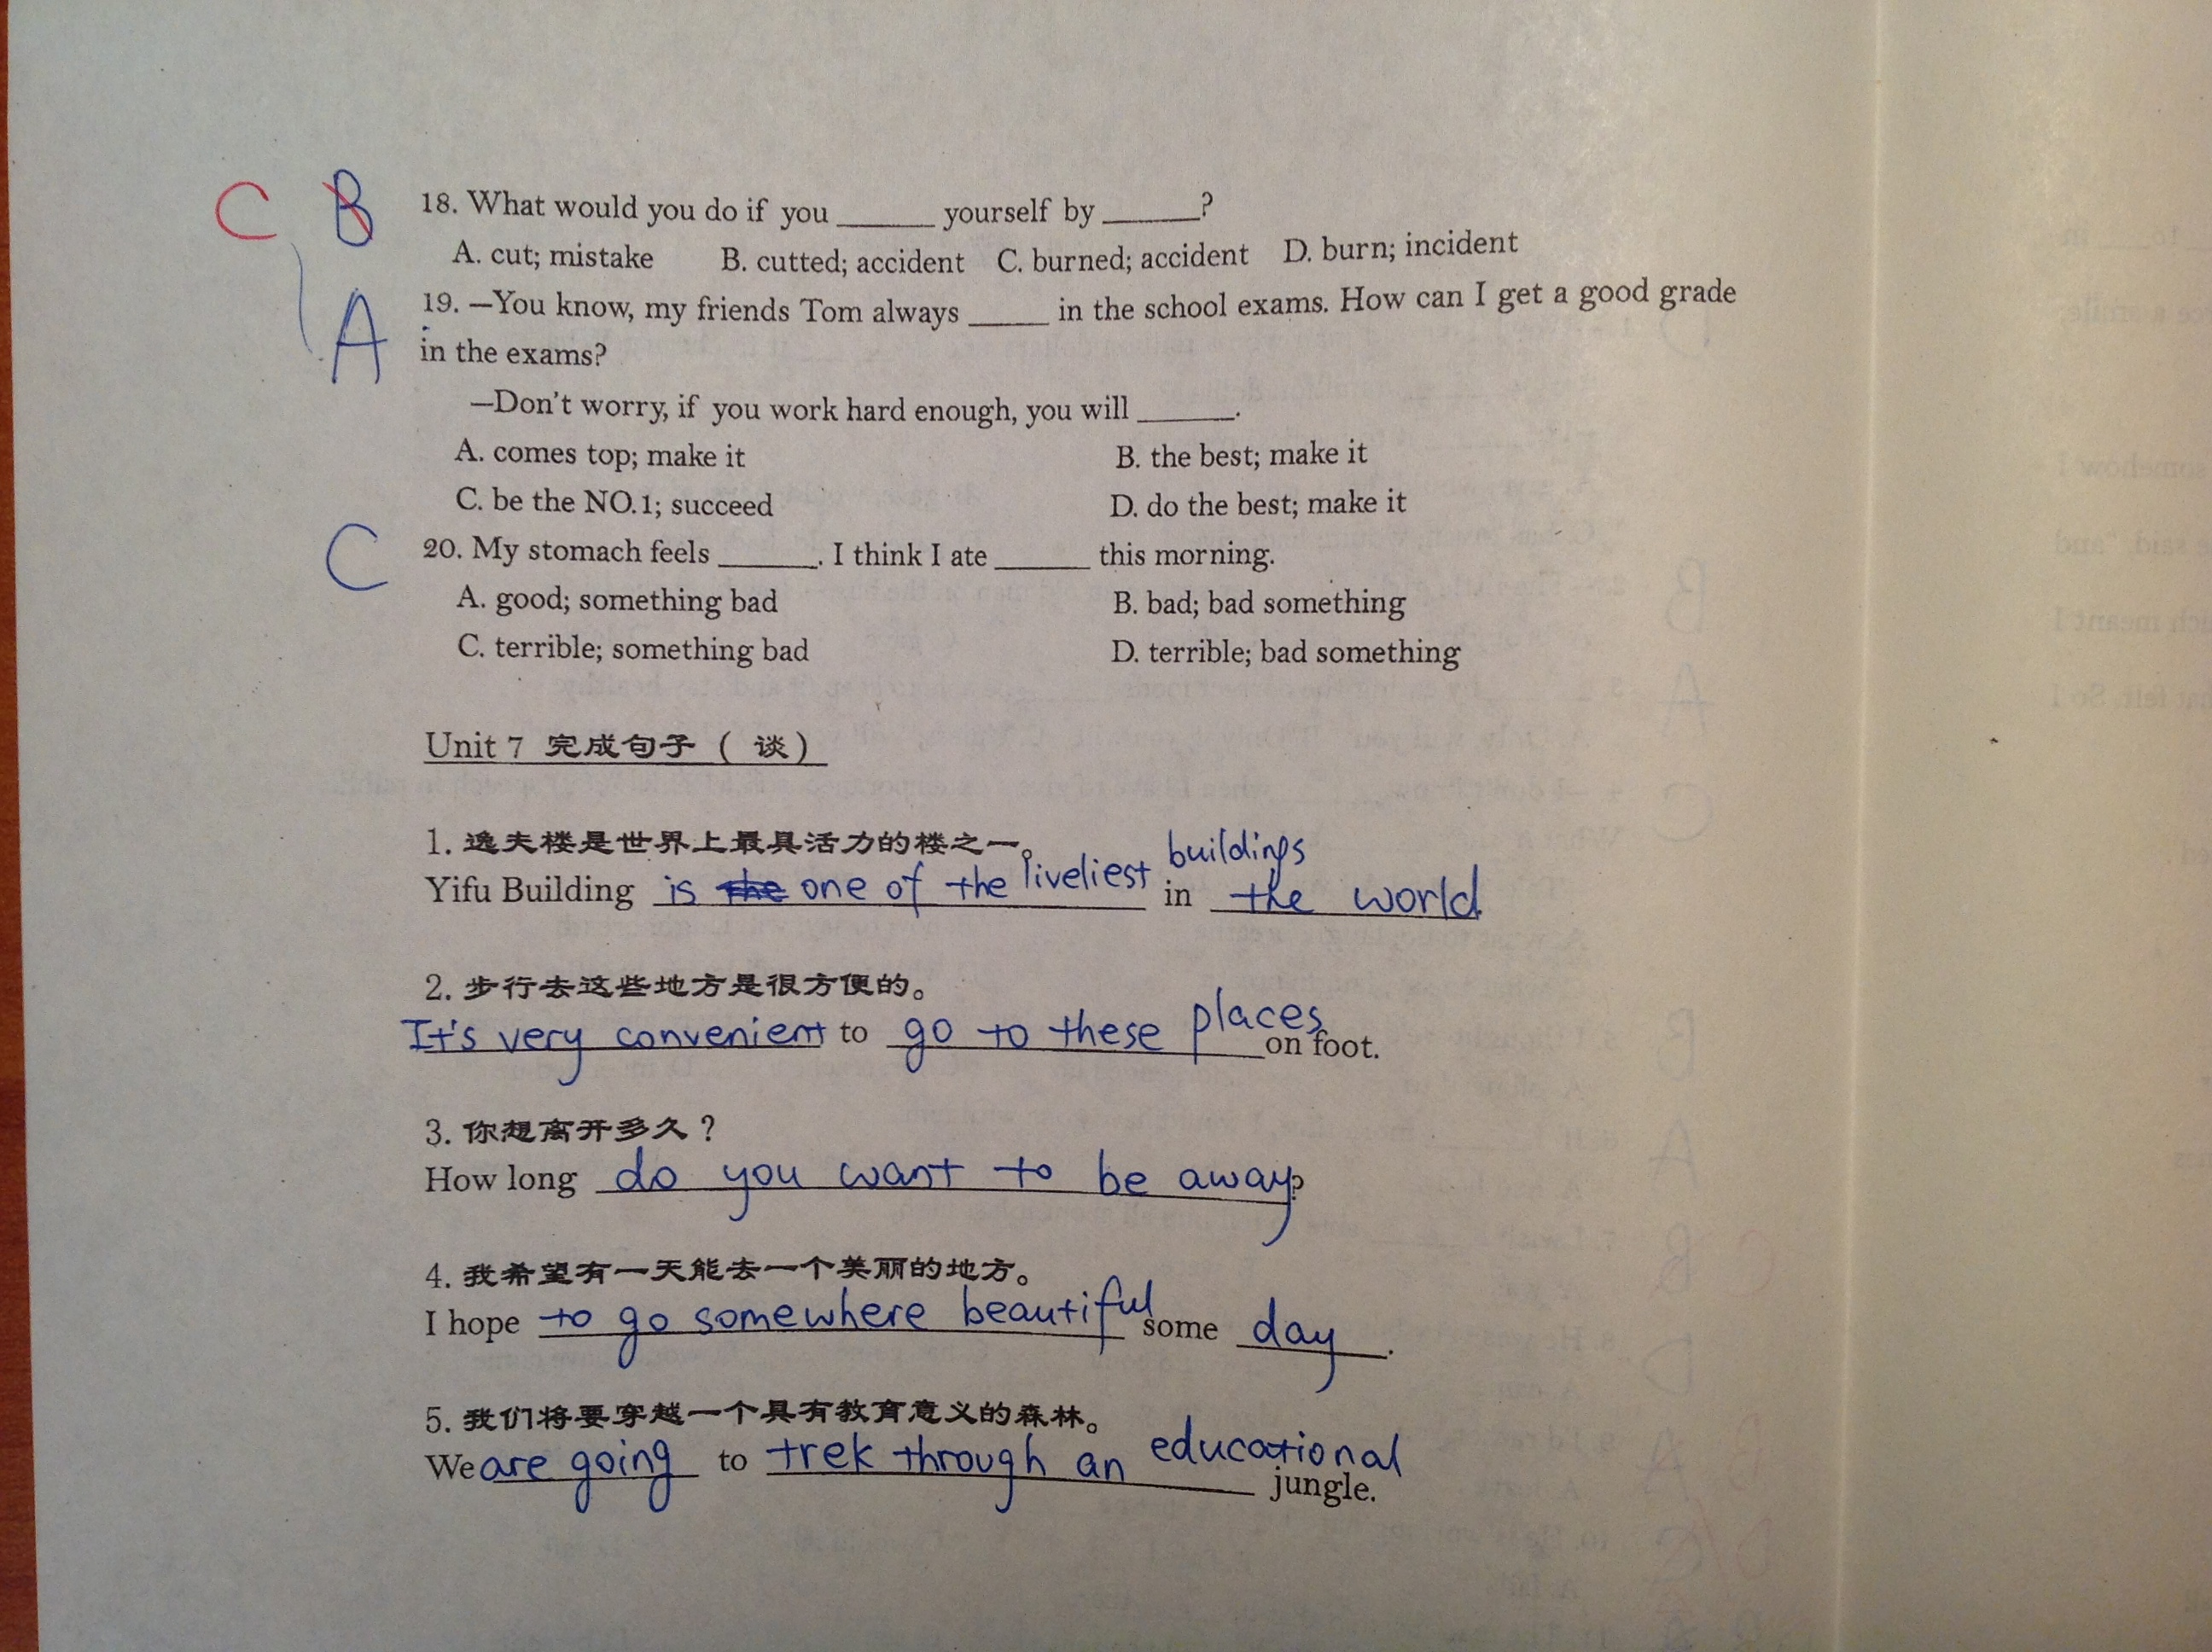 C B 18. What would you do if you ______ yourself by ______?
A. cut; mistake B. cutted; accident C. burned; accident D. burn; incident
A 19. —You know, my friends Tom always _____ in the school exams. How can I get a good grade
in the exams?
—Don't worry, if you work hard enough, you will ______.
A. comes top; make it B. the best; make it
C. be the NO.1; succeed D. do the best; make it
C 20. My stomach feels ______. I think I ate ______ this morning.
A. good; something bad B. bad; bad something
C. terrible; something bad D. terrible; bad something
Unit 7 完成句子 ( 谈 )
1. 逸夫楼是世界上最具活力的楼之一。
Yifu Building is the one of the liveliest buildings in the world
2. 步行去这些地方是很方便的。
It's very convenient to go to these places on foot.
3. 你想离开多久?
How long do you want to be away?
4. 我希望有一天能去一个美丽的地方。
I hope to go somewhere beautiful some day.
5. 我们将要穿越一个具有教育意义的森林。
We are going to trek through an educational jungle.